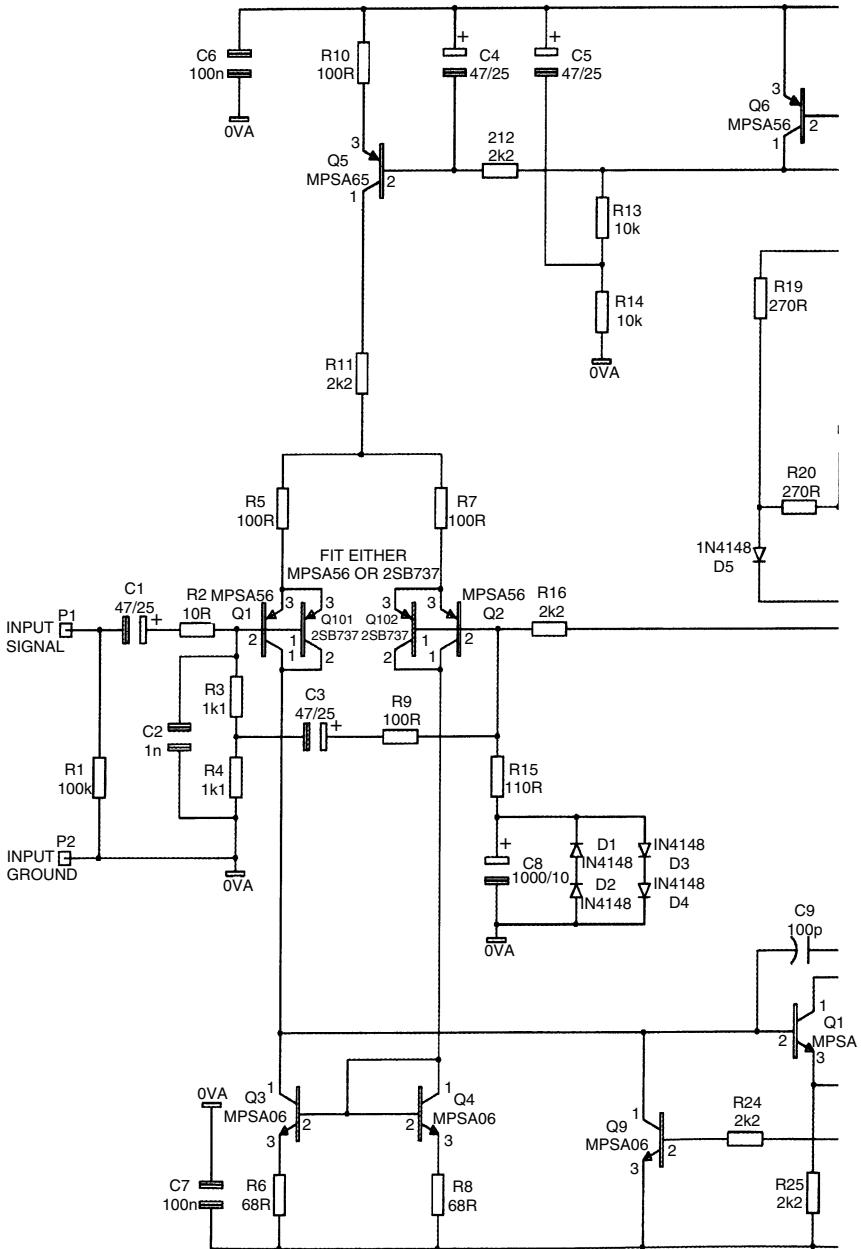 C6
100n
0VA
R10
100R
+
C4
47/25
+
C5
47/25
3
Q6
MPSA56
2
1
3
Q5
MPSA65
2
1
212
2k2
R13
10k
R14
10k
0VA
R19
270R
R11
2k2
R20
270R
1N4148
D5
R5
100R
R7
100R
FIT EITHER
MPSA56 OR 2SB737
P1
INPUT
SIGNAL
C1
47/25
+
R2
10R
MPSA56
Q1
2
3
1
3
Q101
2SB737
1
2
3
Q102
2SB737
1
2
3
MPSA56
Q2
2
1
R16
2k2
R3
1k1
C2
1n
R4
1k1
C3
47/25
+
R9
100R
R1
100k
R15
110R
P2
INPUT
GROUND
0VA
+
C8
1000/10
0VA
D1
IN4148
D2
IN4148
IN4148
D3
IN4148
D4
C9
100p
1
2
Q1
MPSA
3
0VA
Q3
MPSA06
1
2
3
Q4
MPSA06
1
2
3
Q9
MPSA06
1
2
3
R24
2k2
R25
2k2
C7
100n
R6
68R
R8
68R